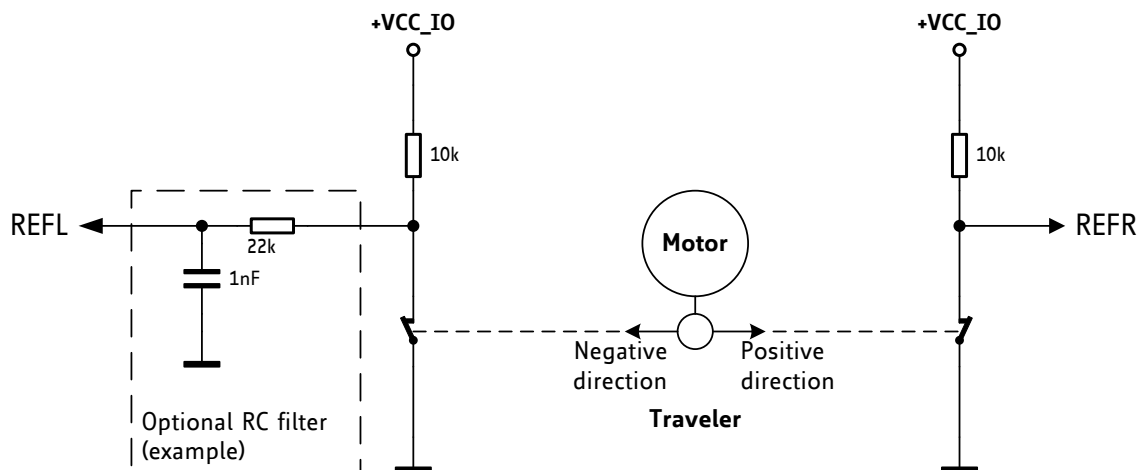 +VCC_IO
+VCC_IO
10k
10k
REFL
22k
1nF
Motor
REFR
Negative
direction
Positive
direction
Traveler
Optional RC filter
(example)